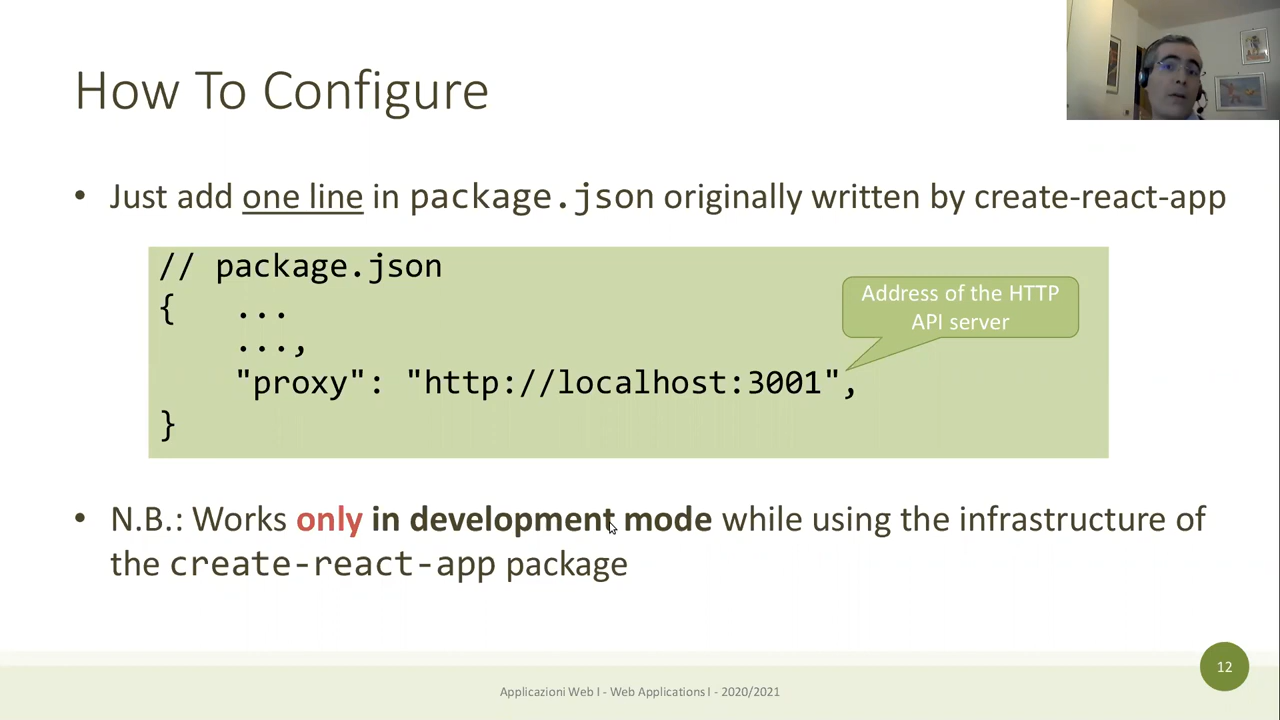 How To Configure
• Just add one line in package.json originally written by create-react-app
// package.json
{ ...
...,
"proxy": "http://localhost:3001",
}
Address of the HTTP
API server
• N.B.: Works only in development mode while using the infrastructure of
the create-react-app package
Applicazioni Web I - Web Applications I - 2020/2021
12